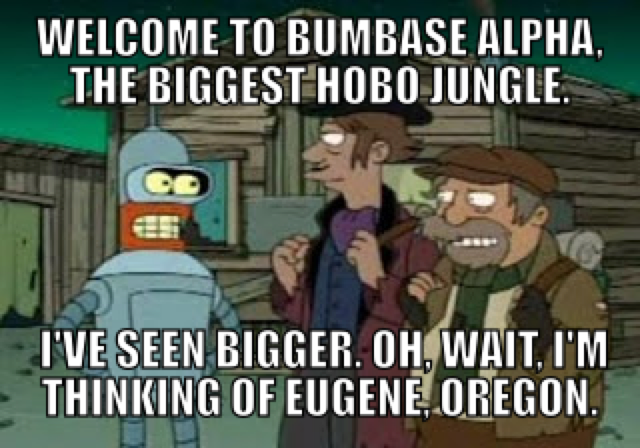 WELCOME TO BUMBASE ALPHA,
THE BIGGEST HOBO JUNGLE.
I'VE SEEN BIGGER. OH, WAIT, I'M
THINKING OF EUGENE, OREGON.